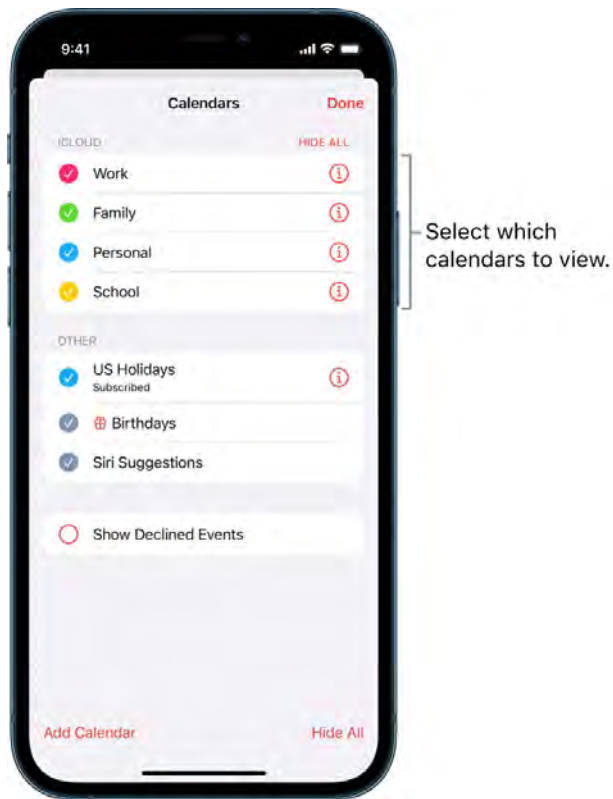 9:41
Calendars
Done
ICLOUD
HIDE ALL
Work
Family
Personal
School
Select which
calendars to view.
OTHER
US Holidays
Subscribed
Birthdays
Siri Suggestions
Show Declined Events
Add Calendar
Hide All